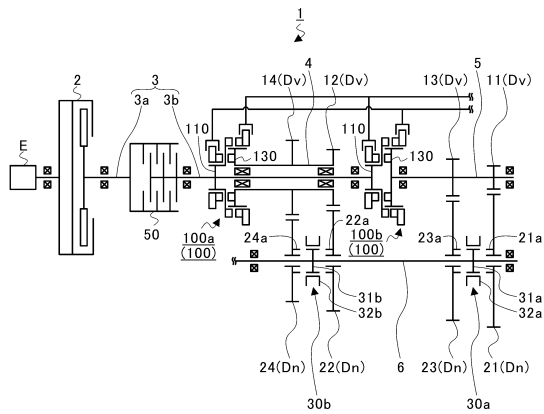 1
2
3
3a
3b
14(Dv)
4
12(Dv)
13(Dv)
5
11(Dv)
E
110
130
110
130
50
100a
(100)
24a
22a
100b
(100)
23a
21a
31b
32b
31a
32a
24(Dn)
22(Dn)
6
23(Dn)
21(Dn)
30b
30a